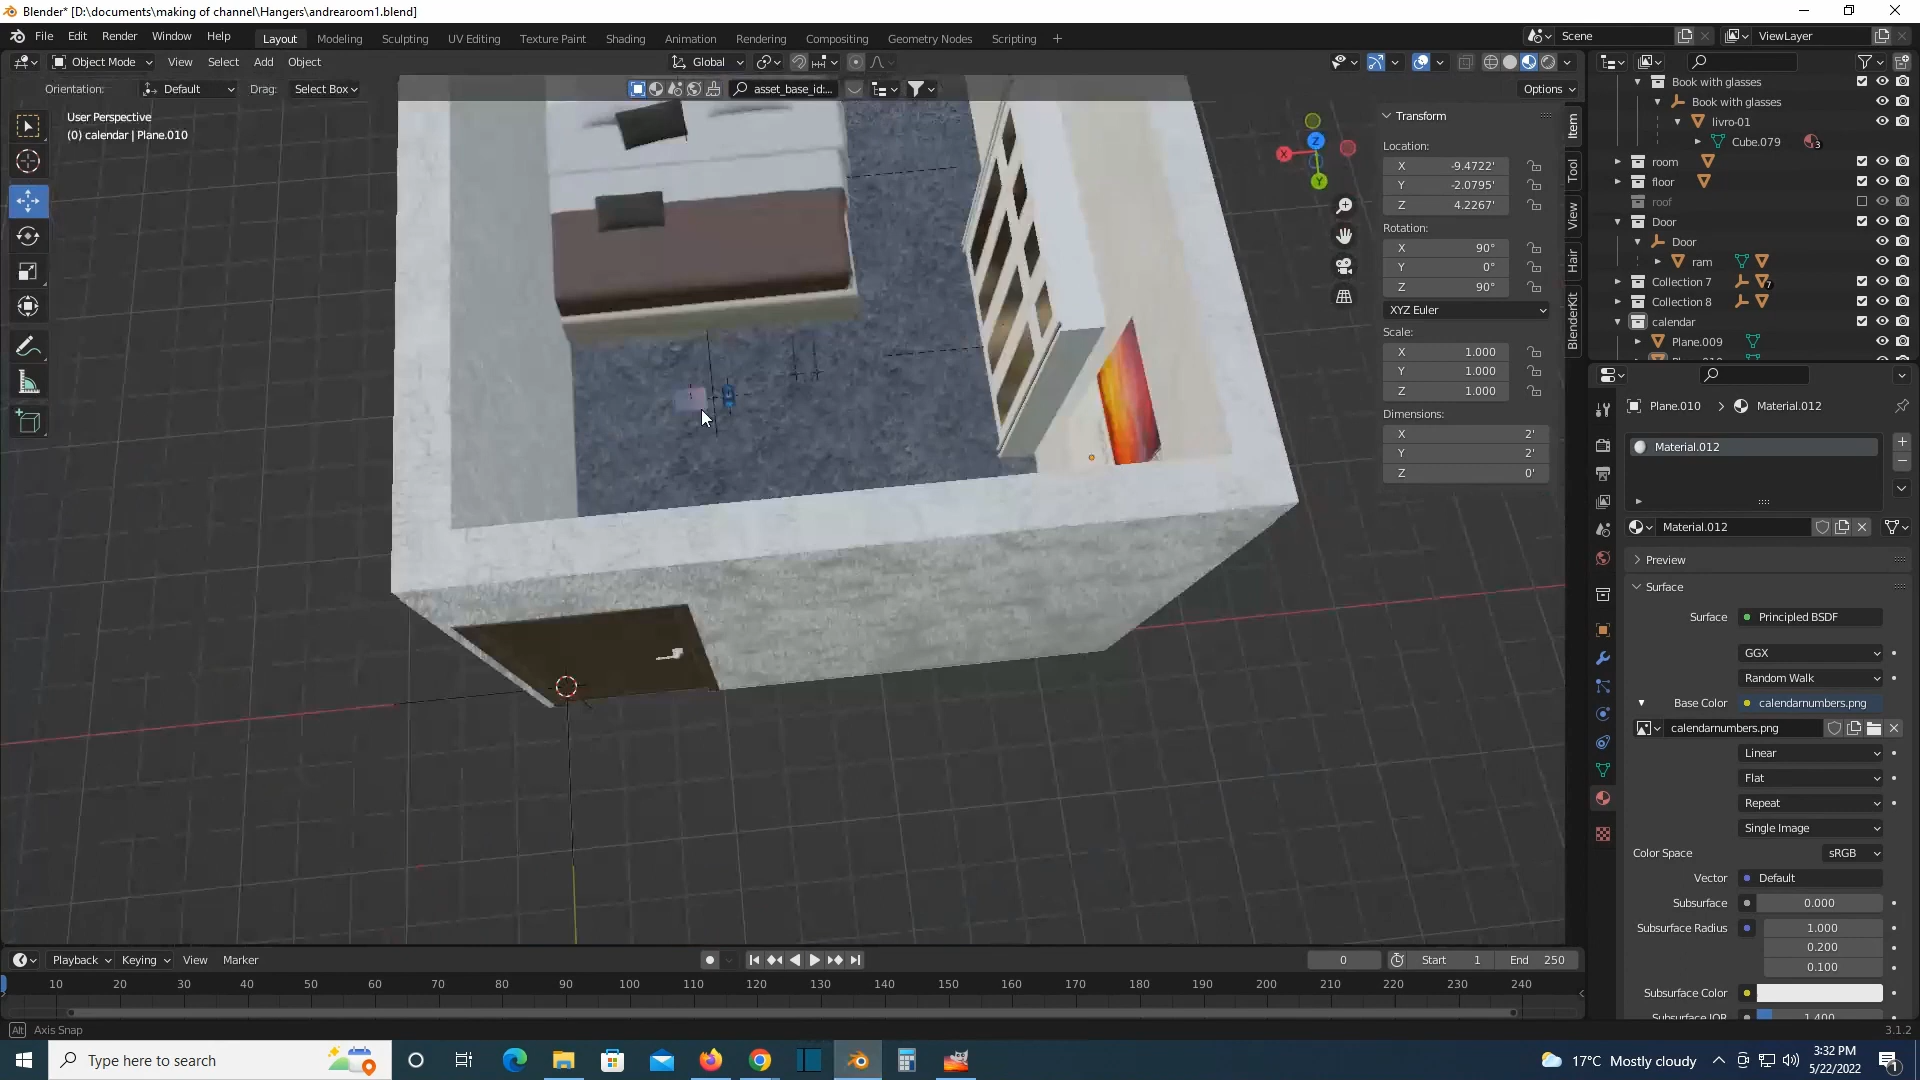 Blender* [D:\documents\making of channel\Hangers\andrearoom1.blend]
File Edit Render Window Help Layout Modeling Sculpting UV Editing Texture Paint Shading Animation Rendering Compositing Geometry Nodes Scripting + Scene ViewLayer
Object Mode View Select Add Object Global
Orientation: Default Drag: Select Box asset_base_id:... Options
User Perspective
(0) calendar | Plane.010
Transform
Location:
X -9.4722'
Y -2.0795'
Z 4.2267'
Rotation:
X 90°
Y 0°
Z 90°
XYZ Euler
Scale:
X 1.000
Y 1.000
Z 1.000
Dimensions:
X 2'
Y 2'
Z 0'
Item
Tool
View
Hair
BlenderKit
X
Y
Z
Book with glasses
Book with glasses
livro-01
Cube.079 3
room
floor
roof
Door
Door
ram
Collection 7 7
Collection 8
calendar
Plane.009
Plane.010 > Material.012
Material.012
Material.012
Preview
Surface
Surface Principled BSDF
GGX
Random Walk
Base Color calendarnumbers.png
calendarnumbers.png
Linear
Flat
Repeat
Single Image
Color Space sRGB
Vector Default
Subsurface 0.000
Subsurface Radius 1.000
0.200
0.100
Subsurface Color
Subsurface IOR 1.400
Playback Keying View Marker 0 Start 1 End 250
10 20 30 40 50 60 70 80 90 100 110 120 130 140 150 160 170 180 190 200 210 220 230 240
Alt Axis Snap 3.1.2
Type here to search 17°C Mostly cloudy 3:32 PM
5/22/2022 1